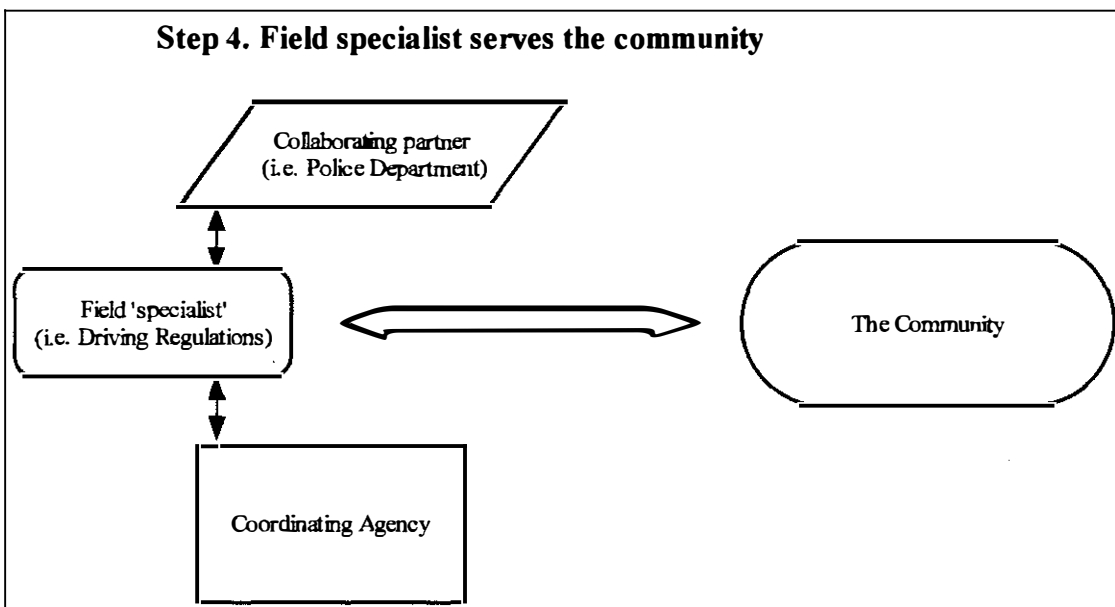 Step 4. Field specialist serves the community
Collaborating partner
(i.e. Police Department)
Field 'specialist'
(i.e. Driving Regulations)
The Community
Coordinating Agency